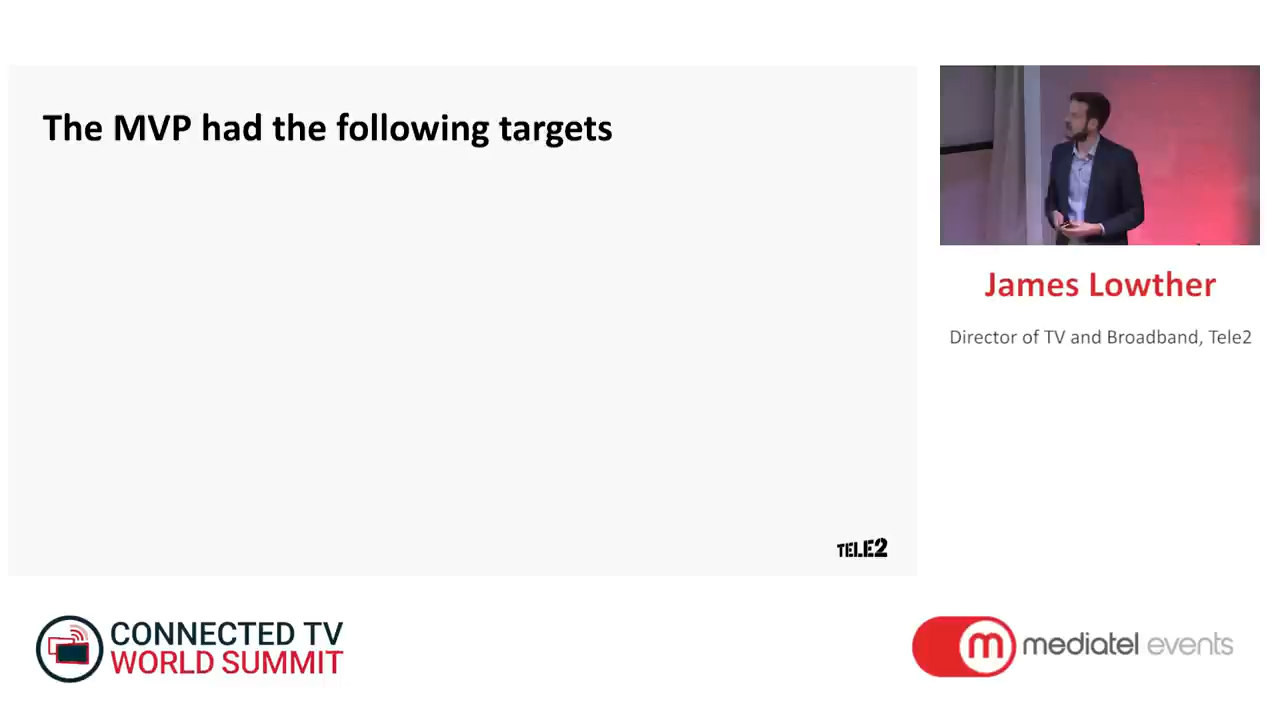 The MVP had the following targets
TELE2
James Lowther
Director of TV and Broadband, Tele2
CONNECTED TV
WORLD SUMMIT
m mediatel events